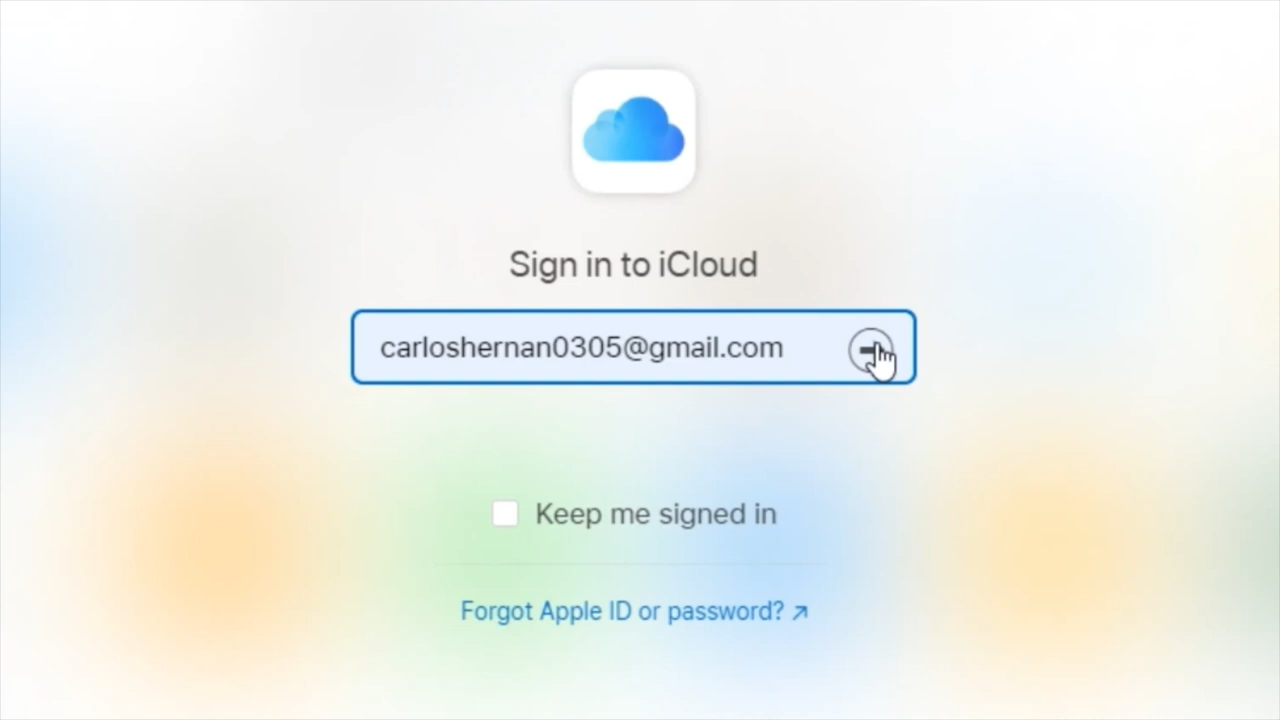 Sign in to iCloud
carloshernan0305@gmail.com
Keep me signed in
Forgot Apple ID or password? ↗